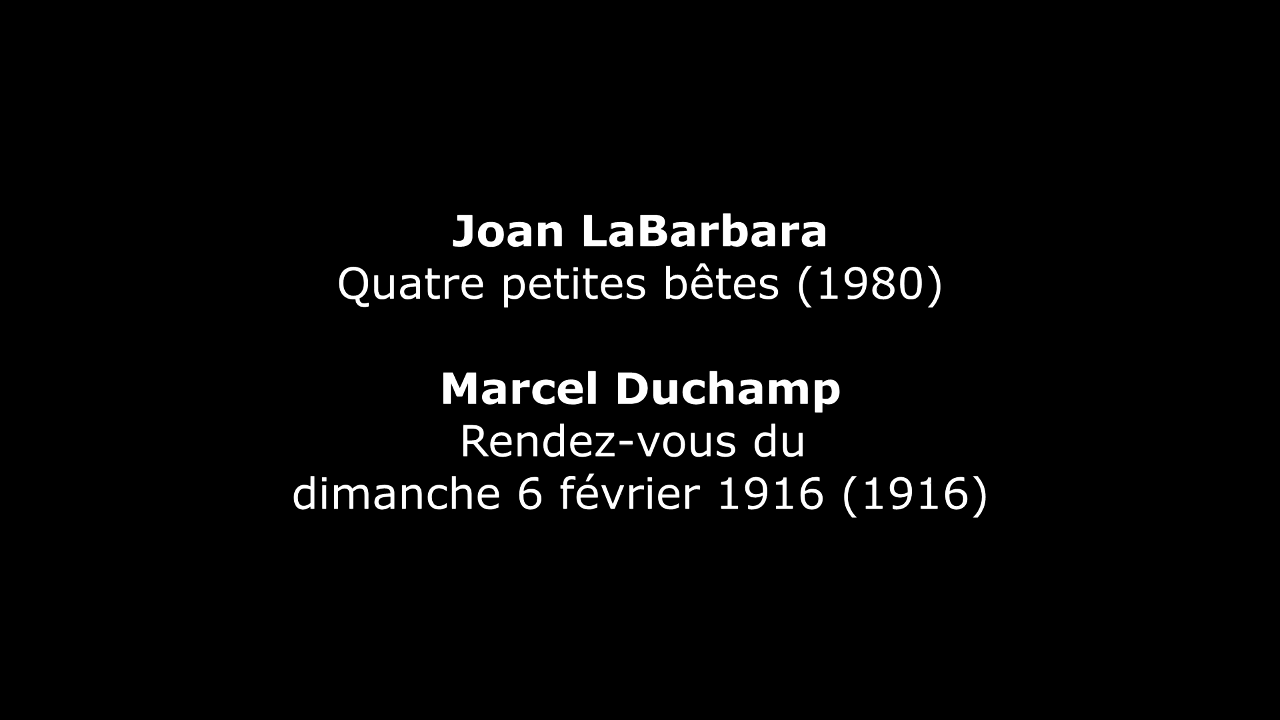 Joan LaBarbara
Quatre petites bêtes (1980)
Marcel Duchamp
Rendez-vous du
dimanche 6 février 1916 (1916)